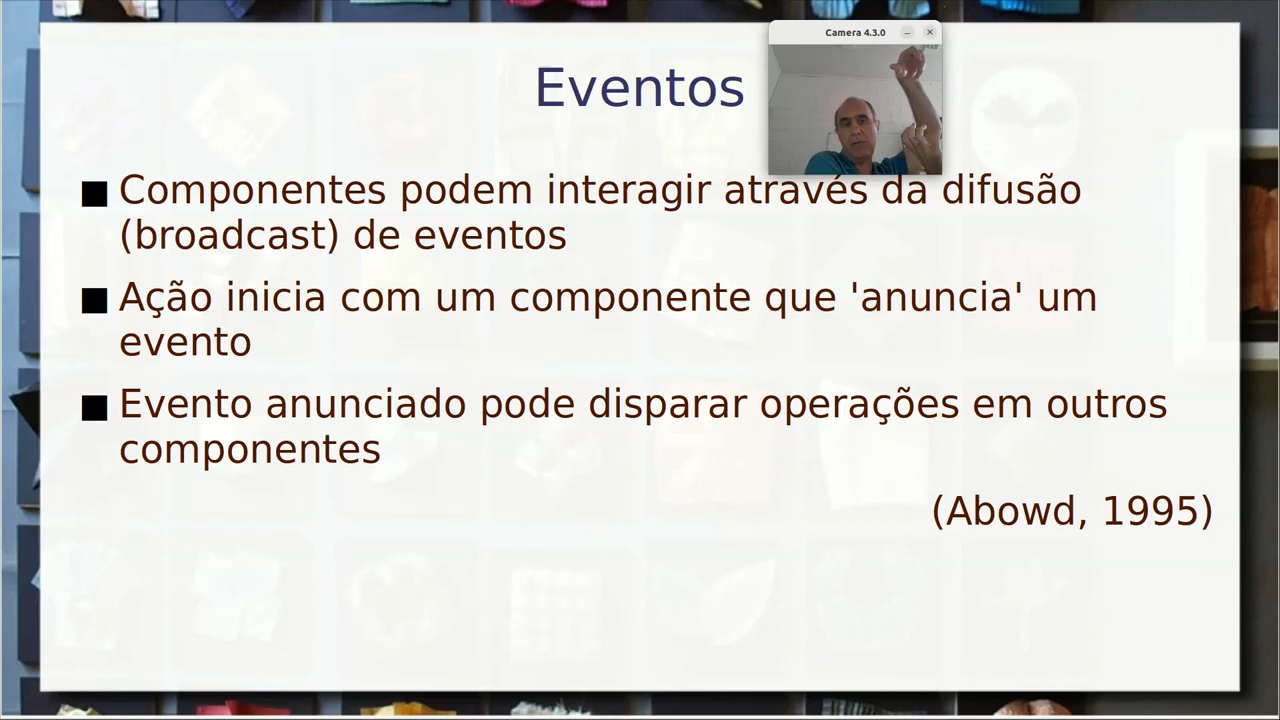 Camera 4.3.0
Eventos
Componentes podem interagir através da difusão
(broadcast) de eventos
Ação inicia com um componente que 'anuncia' um
evento
Evento anunciado pode disparar operações em outros
componentes
(Abowd, 1995)